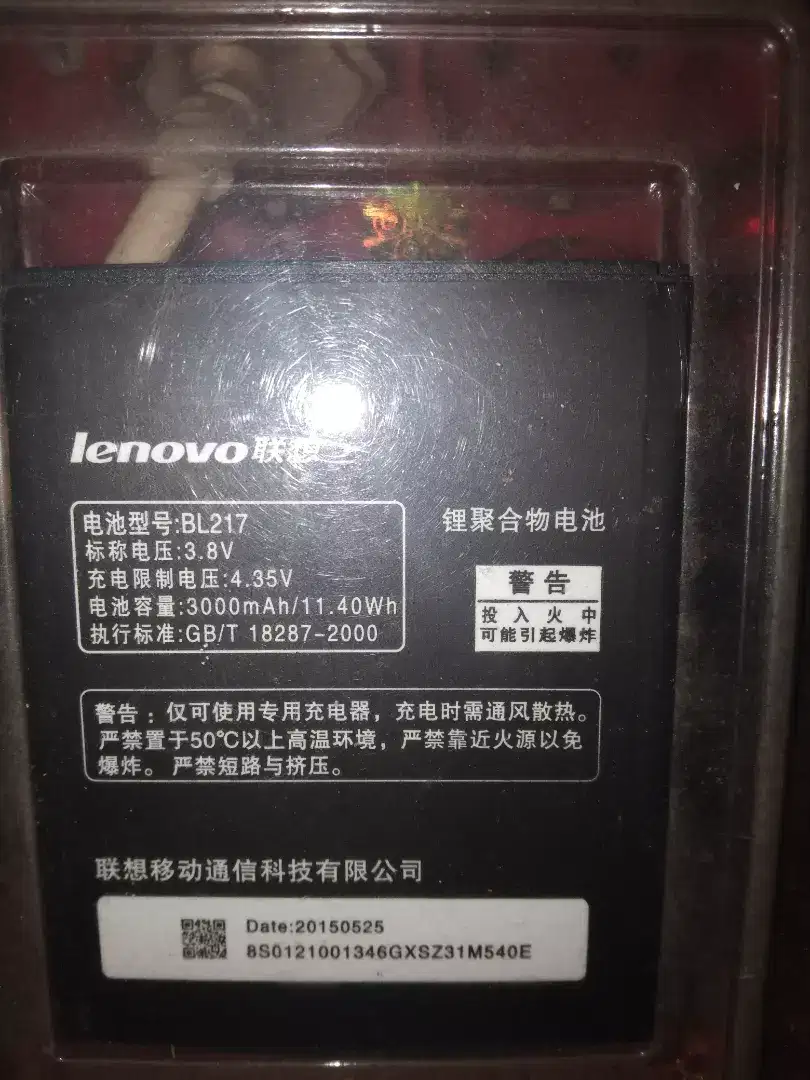 lenovo 联想
电池型号:BL217
标称电压:3.8V
充电限制电压:4.35V
电池容量:3000mAh/11.40Wh
执行标准:GB/T 18287-2000
锂聚合物电池
警告
投入火中
可能引起爆炸
警告：仅可使用专用充电器，充电时需通风散热。
严禁置于50℃以上高温环境，严禁靠近火源以免
爆炸。 严禁短路与挤压。
联想移动通信科技有限公司
Date:20150525
8S0121001346GXSZ31M540E